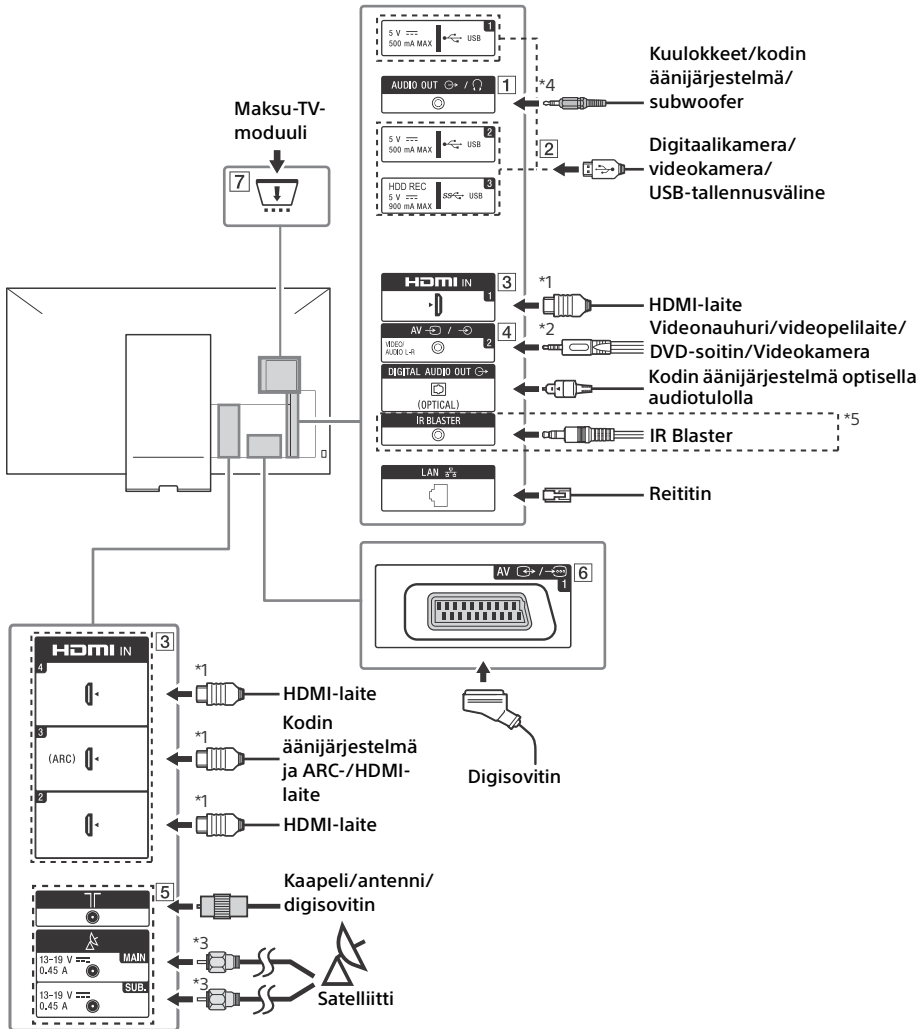 5 V
500 mA MAX
USB
1
AUDIO OUT /
1
*4
Kuulokkeet/kodin
äänijärjestelmä/
subwoofer
Maksu-TV-
moduuli
7
5 V
500 mA MAX
USB
2
2
Digitaalikamera/
videokamera/
USB-tallennusväline
HDD REC
5 V
900 mA MAX
SS USB
3
HDMI IN
1
3
*1
HDMI-laite
AV /
VIDEO/
AUDIO L-R
2
4
*2
Videonauhuri/videopelilaite/
DVD-soitin/Videokamera
DIGITAL AUDIO OUT
(OPTICAL)
Kodin äänijärjestelmä optisella
audiotulolla
IR BLASTER
IR Blaster
*5
LAN
Reititin
AV /
1
6
Digisovitin
HDMI IN
3
4
*1
HDMI-laite
3
(ARC)
*1
Kodin
äänijärjestelmä
ja ARC-/HDMI-
laite
2
*1
HDMI-laite
5
Kaapeli/antenni/
digisovitin
13-19 V
0.45 A
MAIN
*3
13-19 V
0.45 A
SUB.
*3
Satelliitti